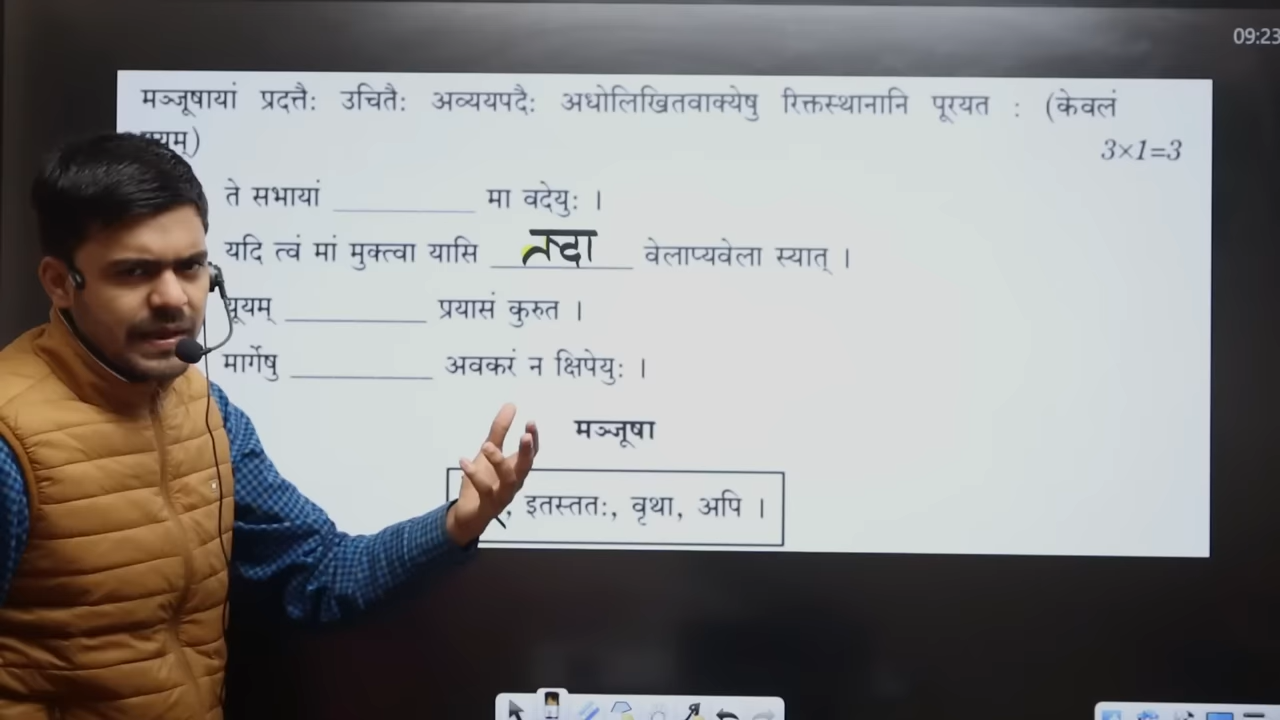 09:23
मञ्जूषायां प्रदत्तैः उचितैः अव्ययपदैः अधोलिखितवाक्येषु रिक्तस्थानानि पूरयत : (केवलं
3×1=3
ते सभायां __________ मा वदेयुः ।
यदि त्वं मां मुक्त्वा यासि तदा वेलाप्यवेला स्यात् ।
यूयम् __________ प्रयासं कुरुत ।
मार्गेषु __________ अवकरं न क्षिपेयुः ।
मञ्जूषा
, इतस्ततः, वृथा, अपि ।